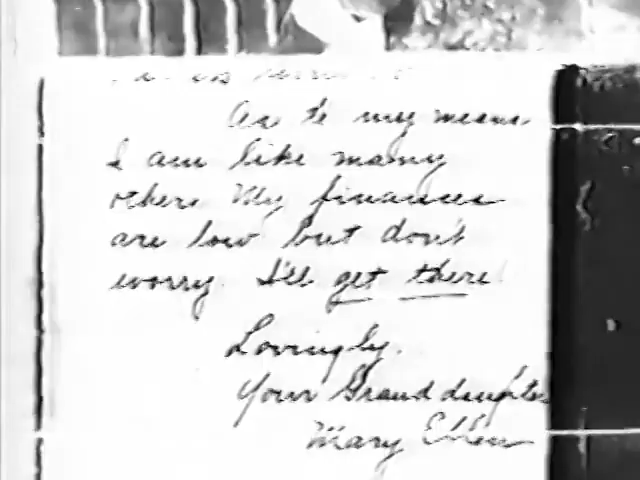 As to my means
I am like many
others. My finances
are low but don't
worry. I'll get there
Lovingly.
Your Granddaughter
Mary Ellen